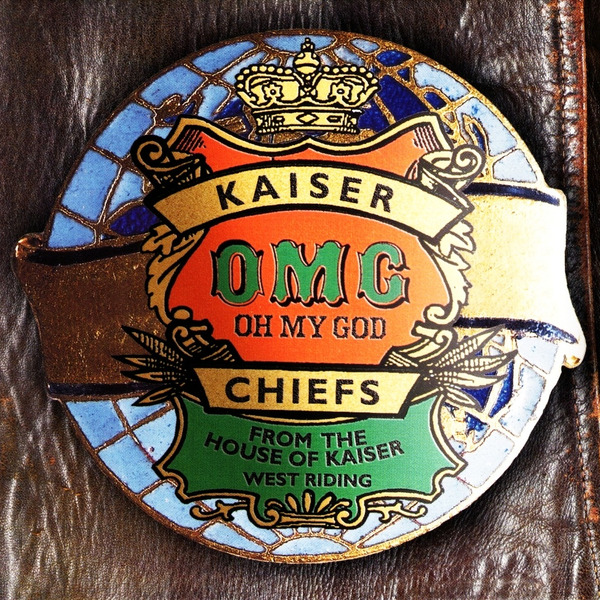 KAISER
OMG
OH MY GOD
CHIEFS
FROM THE
HOUSE OF KAISER
WEST RIDING